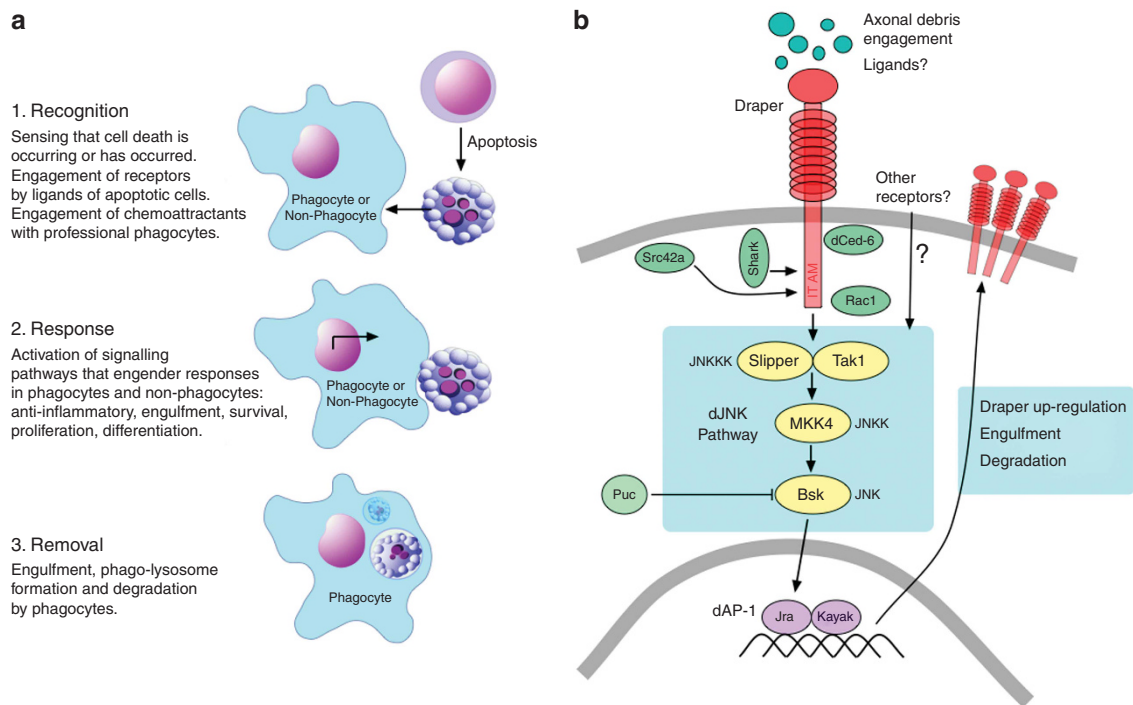 a
1. Recognition
Sensing that cell death is
occurring or has occurred.
Engagement of receptors
by ligands of apoptotic cells.
Engagement of chemoattractants
with professional phagocytes.
Apoptosis
Phagocyte or
Non-Phagocyte
2. Response
Activation of signalling
pathways that engender responses
in phagocytes and non-phagocytes:
anti-inflammatory, engulfment, survival,
proliferation, differentiation.
Phagocyte or
Non-Phagocyte
3. Removal
Engulfment, phago-lysosome
formation and degradation
by phagocytes.
Phagocyte
b
Axonal debris
engagement
Ligands?
Draper
Other
receptors?
?
Src42a
Shark
dCed-6
IT AM
Rac1
JNKKK
Slipper
Tak1
dJNK
Pathway
MKK4
JNKK
Puc
Bsk
JNK
Draper up-regulation
Engulfment
Degradation
dAP-1
Jra
Kayak